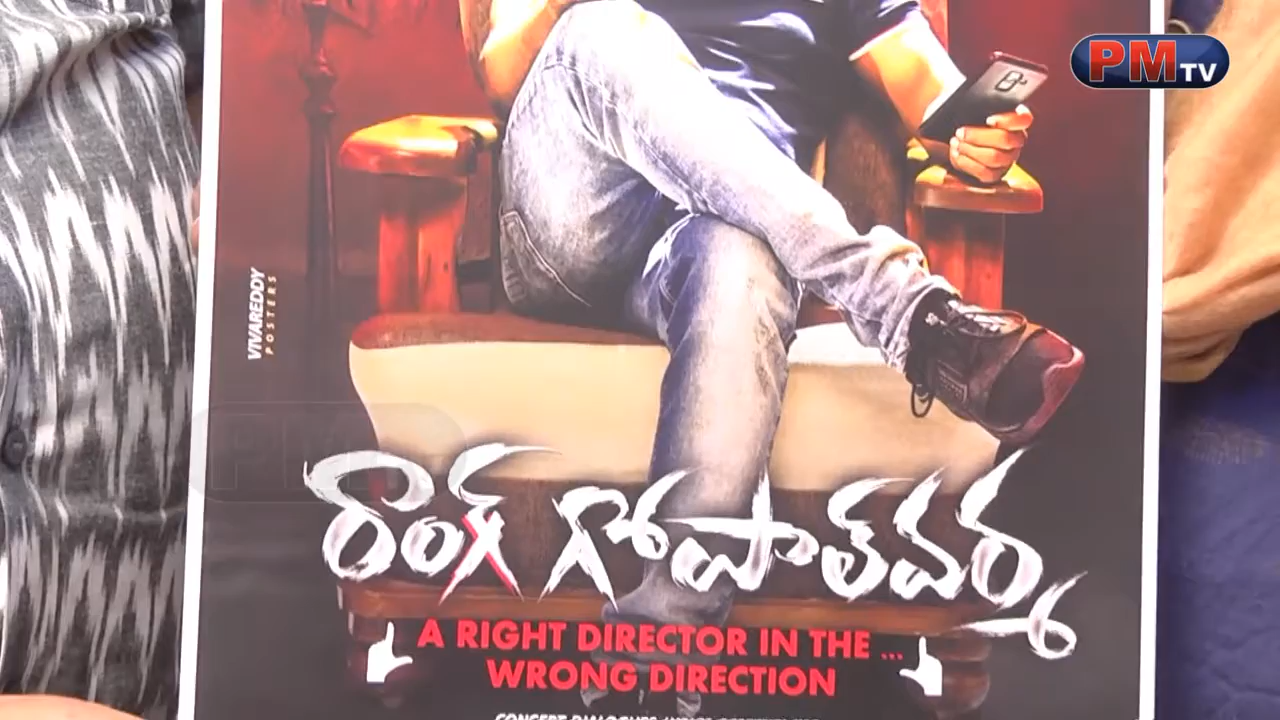 PMTV
VIVAREDDY
POSTERS
రాంగ్ గోపాల్‌వర్మ
A RIGHT DIRECTOR IN THE ...
WRONG DIRECTION